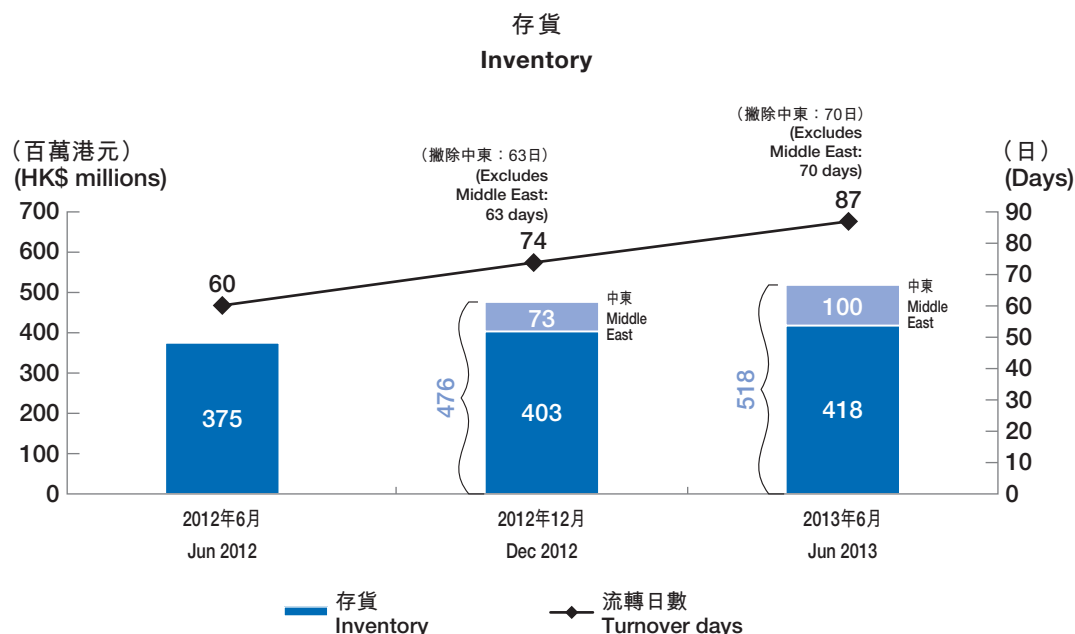 存貨
Inventory
（百萬港元）
(HK$ millions)
（撇除中東：63日）
(Excludes
Middle East:
63 days)
（撇除中東：70日）
(Excludes
Middle East:
70 days)
（日）
(Days)
700
600
500
400
300
200
100
0
90
80
70
60
50
40
30
20
10
0
60
74
87
375
476
73
403
中東
Middle
East
518
100
418
中東
Middle
East
2012年6月
Jun 2012
2012年12月
Dec 2012
2013年6月
Jun 2013
存貨
Inventory
流轉日數
Turnover days